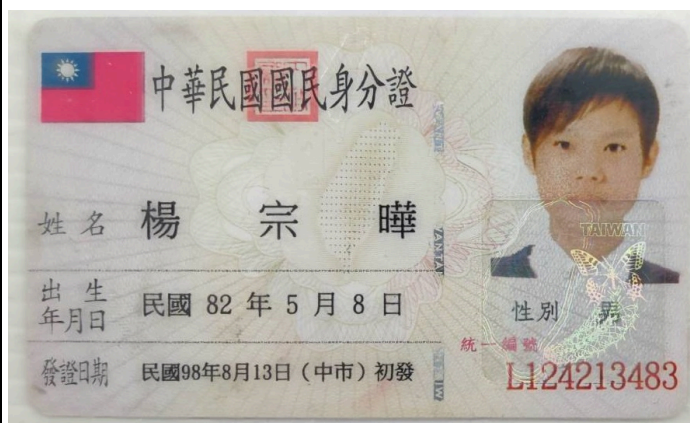 中華民國國民身分證
TAIWAN
姓名 楊宗曄
出生年月日 民國 82 年 5 月 8 日
性別 男
發證日期 民國98年8月13日（中市）初發
統一編號
L124213483